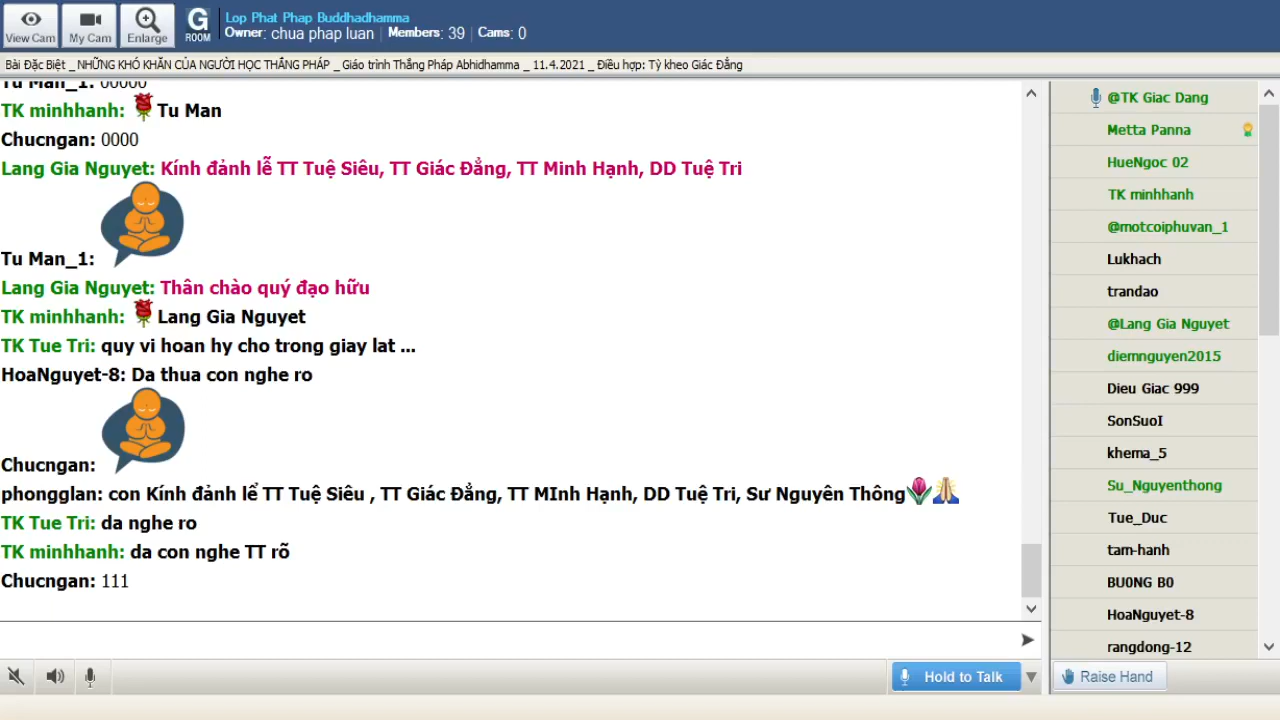 View Cam
My Cam
Enlarge
G
ROOM
Lop Phat Phap Buddhadhamma
Owner: chua phap luan | Members: 39 | Cams: 0
Bài Đặc Biệt _ NHỮNG KHÓ KHĂN CỦA NGƯỜI HỌC THẮNG PHÁP _ Giáo trình Thắng Pháp Abhidhamma _ 11.4.2021 _ Điều hợp: Tỳ kheo Giác Đẳng
Tu Man_1: 00000
TK minhhanh: Tu Man
Chucngan: 0000
Lang Gia Nguyet: Kính đảnh lễ TT Tuệ Siêu, TT Giác Đẳng, TT Minh Hạnh, DD Tuệ Tri
Tu Man_1:
Lang Gia Nguyet: Thân chào quý đạo hữu
TK minhhanh: Lang Gia Nguyet
TK Tue Tri: quy vi hoan hy cho trong giay lat ...
HoaNguyet-8: Da thua con nghe ro
Chucngan:
phongglan: con Kính đảnh lể TT Tuệ Siêu , TT Giác Đẳng, TT MInh Hạnh, DD Tuệ Tri, Sư Nguyên Thông
TK Tue Tri: da nghe ro
TK minhhanh: da con nghe TT rõ
Chucngan: 111
@TK Giac Dang
Metta Panna
HueNgoc 02
TK minhhanh
@motcoiphuvan_1
Lukhach
trandao
@Lang Gia Nguyet
diemnguyen2015
Dieu Giac 999
SonSuoI
khema_5
Su_Nguyenthong
Tue_Duc
tam-hanh
BU0NG B0
HoaNguyet-8
rangdong-12
Hold to Talk
Raise Hand